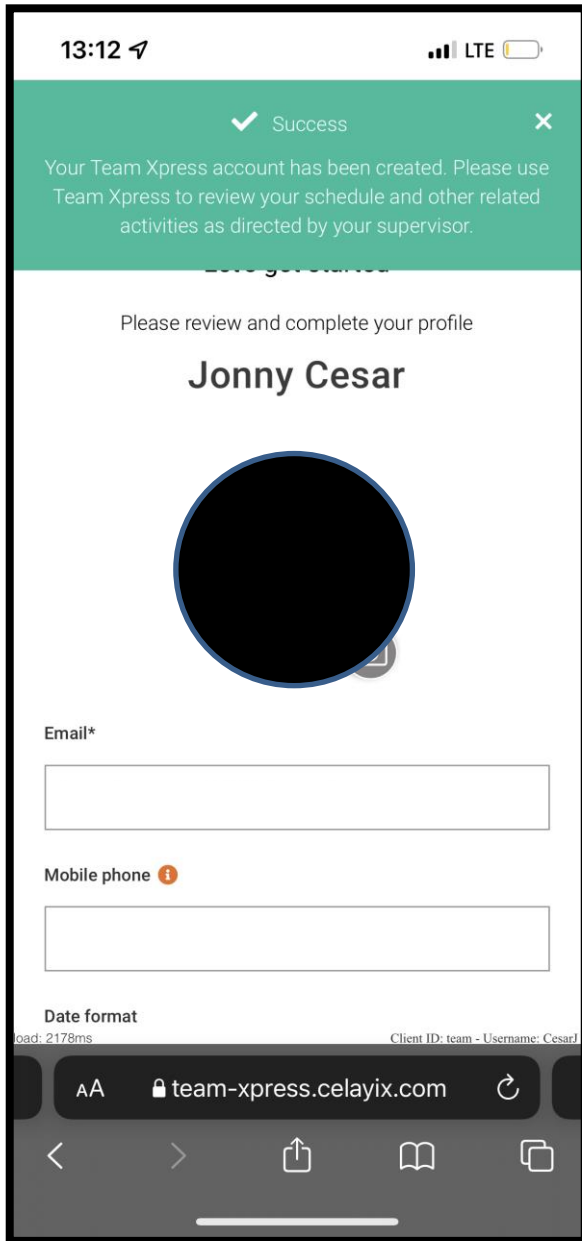 13:12
LTE
Success
Your Team Xpress account has been created. Please use
Team Xpress to review your schedule and other related
activities as directed by your supervisor.
Please review and complete your profile
Jonny Cesar
Email*
Mobile phone
Date format
load: 2178ms
Client ID: team - Username: CesarJ
AA
team-xpress.celayix.com